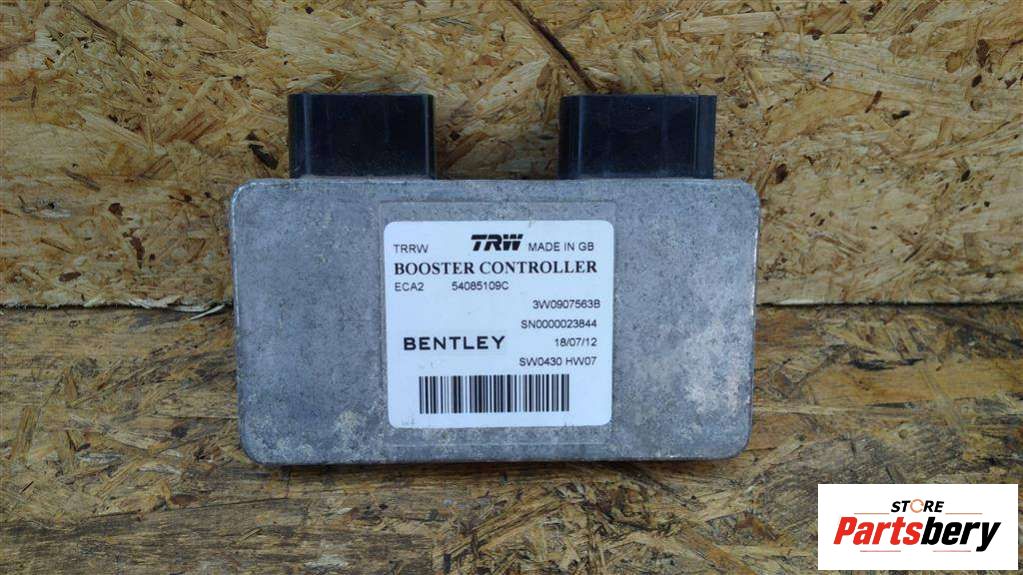 TRRW TRW MADE IN GB
BOOSTER CONTROLLER
ECA2 54085109C
3W0907563B
SN0000023844
BENTLEY 18/07/12
SW0430 HW07
STORE
Partsbery